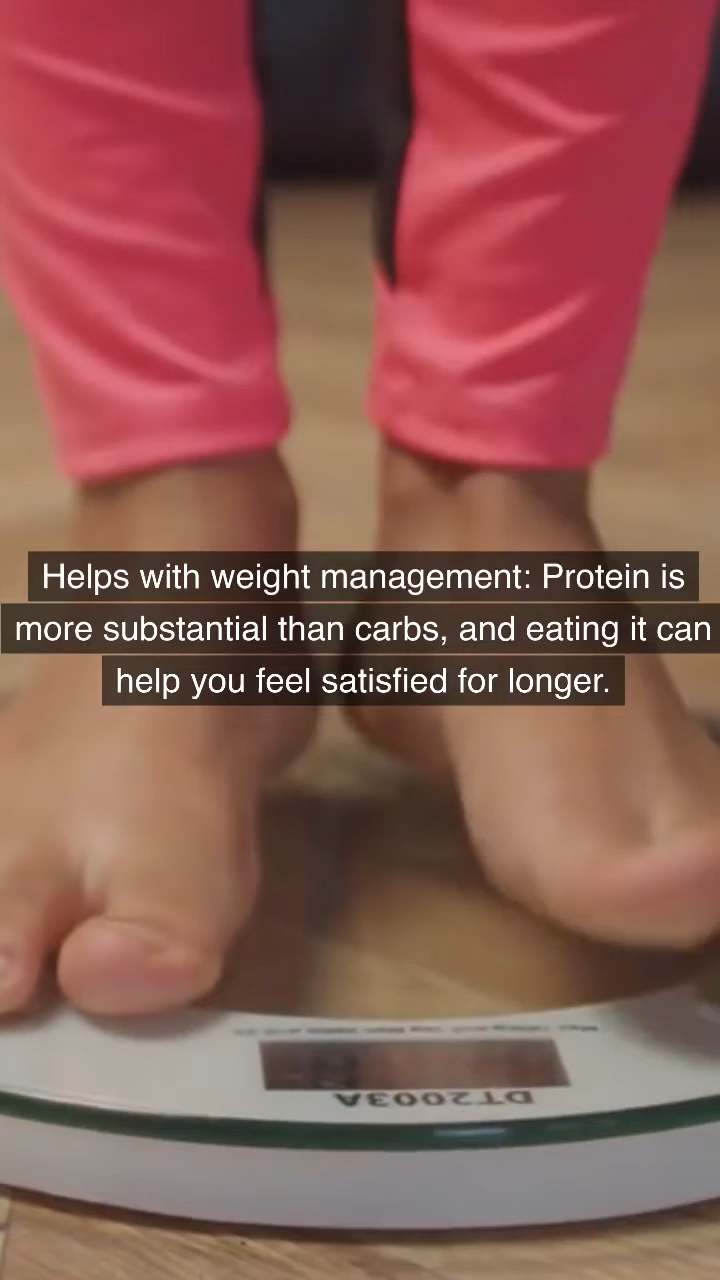 Helps with weight management: Protein is
more substantial than carbs, and eating it can
help you feel satisfied for longer.
DT2003A